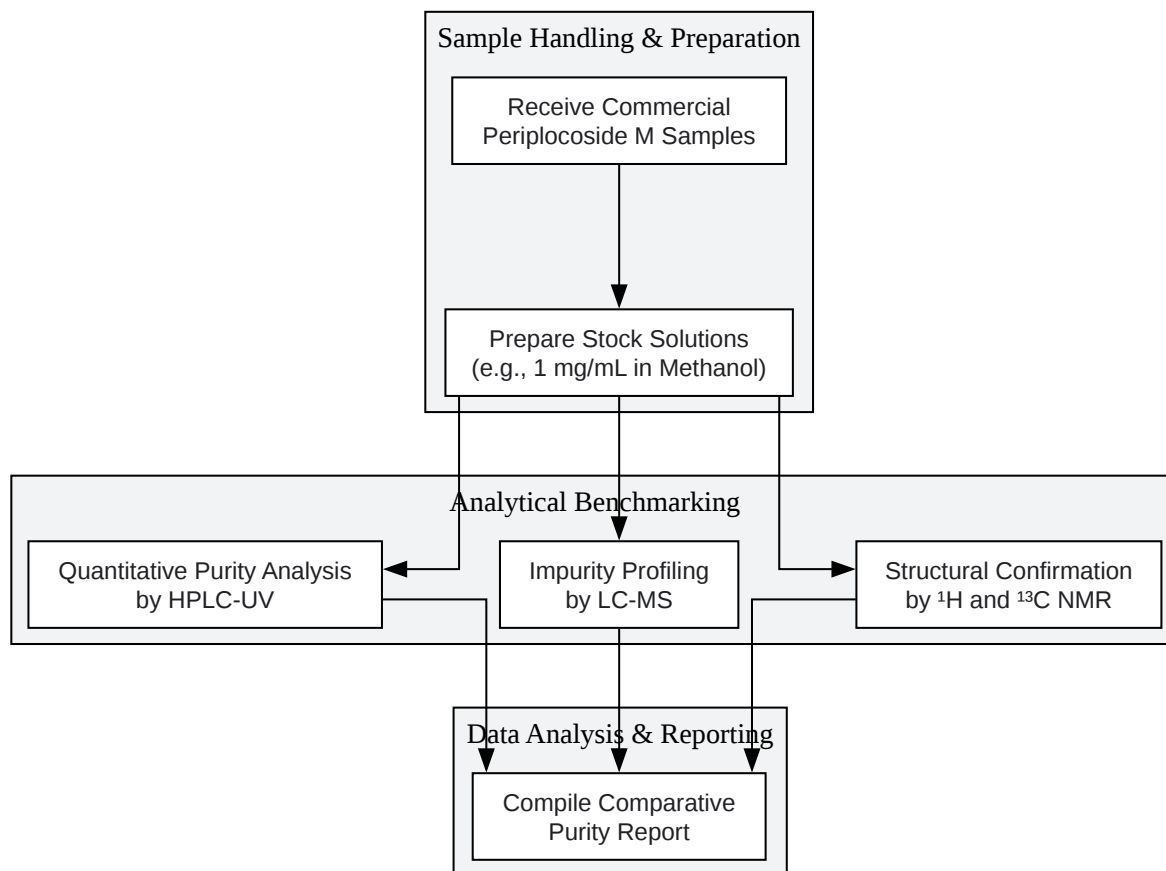 Sample Handling & Preparation
Receive Commercial
Periplocoside M Samples
Prepare Stock Solutions
(e.g., 1 mg/mL in Methanol)
Analytical Benchmarking
Quantitative Purity Analysis
by HPLC-UV
Impurity Profiling
by LC-MS
Structural Confirmation
by ¹H and ¹³C NMR
Data Analysis & Reporting
Compile Comparative
Purity Report